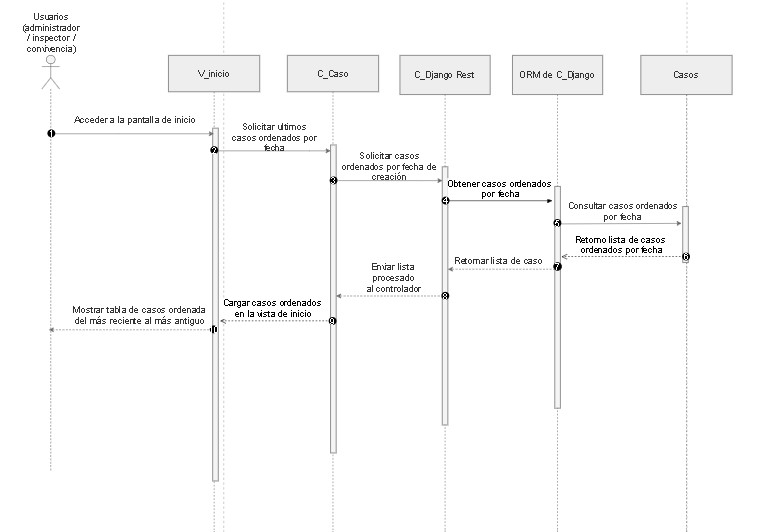 Usuarios
(administrador
/ inspector /
convivencia)
V_inicio
C_Caso
C_Django Rest
ORM de C_Django
Casos
Acceder a la pantalla de inicio
1
Solicitar ultimos
casos ordenados por
fecha
2
Solicitar casos
ordenados por fecha de
creación
3
Obtener casos ordenados
por fecha
4
Consultar casos ordenados
por fecha
5
Retorno lista de casos
ordenados por fecha
6
Retornar lista de caso
7
Enviar lista
procesado
al controlador
8
Cargar casos ordenados
en la vista de inicio
9
Mostrar tabla de casos ordenada
del más reciente al más antiguo
10